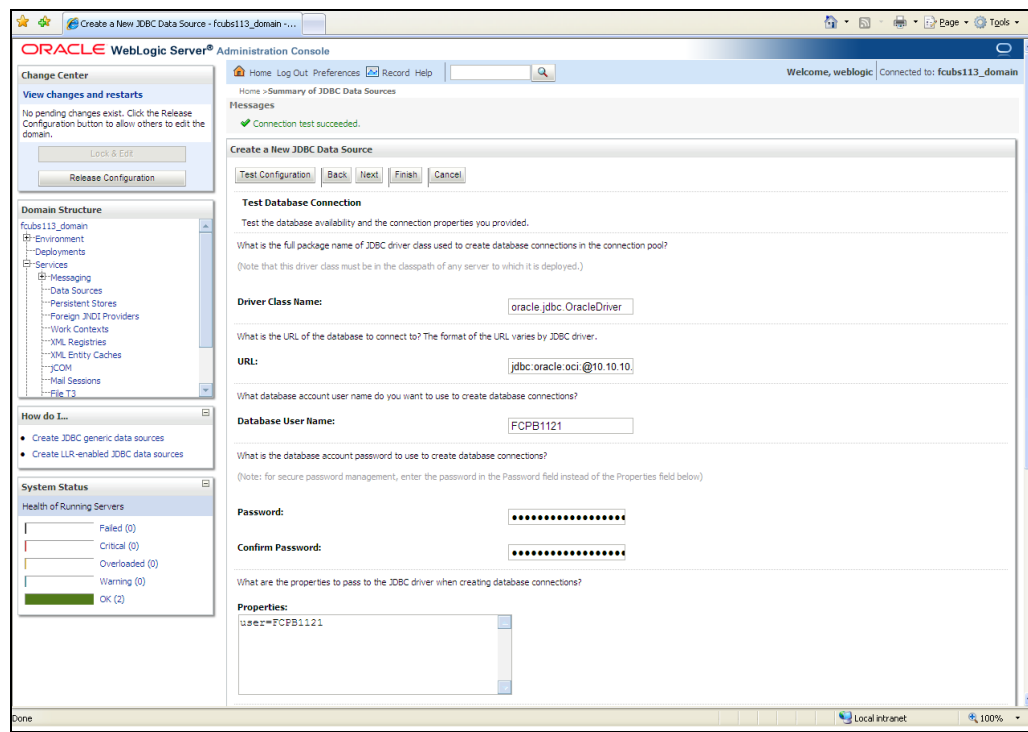 Create a New JDBC Data Source - fcubs113_domain -...
Page
Tools
ORACLE WebLogic Server® Administration Console
Change Center
View changes and restarts
No pending changes exist. Click the Release
Configuration button to allow others to edit the
domain.
Lock & Edit
Release Configuration
Domain Structure
fcubs113_domain
Environment
Deployments
Services
Messaging
Data Sources
Persistent Stores
Foreign JNDI Providers
Work Contexts
XML Registries
XML Entity Caches
jCOM
Mail Sessions
File T3
How do I...
Create JDBC generic data sources
Create LLR-enabled JDBC data sources
System Status
Health of Running Servers
Failed (0)
Critical (0)
Overloaded (0)
Warning (0)
OK (2)
Home Log Out Preferences Record Help
Welcome, weblogic Connected to: fcubs113_domain
Home >Summary of JDBC Data Sources
Messages
Connection test succeeded.
Create a New JDBC Data Source
Test Configuration Back Next Finish Cancel
Test Database Connection
Test the database availability and the connection properties you provided.
What is the full package name of JDBC driver class used to create database connections in the connection pool?
(Note that this driver class must be in the classpath of any server to which it is deployed.)
Driver Class Name: oracle.jdbc.OracleDriver
What is the URL of the database to connect to? The format of the URL varies by JDBC driver.
URL: jdbc:oracle:oci:@10.10.10.
What database account user name do you want to use to create database connections?
Database User Name: FCPB1121
What is the database account password to use to create database connections?
(Note: for secure password management, enter the password in the Password field instead of the Properties field below)
Password:
Confirm Password:
What are the properties to pass to the JDBC driver when creating database connections?
Properties:
user=FCPB1121
Done
Local intranet
100%